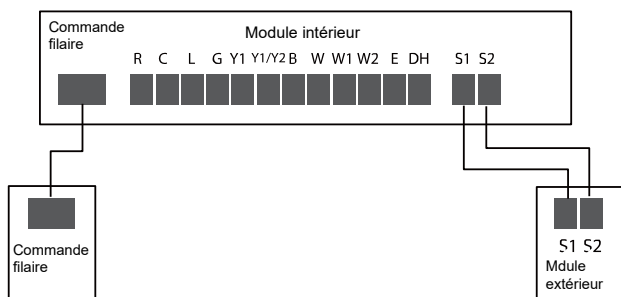 Commande
filaire
Module intérieur
R C L G Y1 Y1/Y2 B W W1 W2 E DH S1 S2
Commande
filaire
S1 S2
Mdule
extérieur